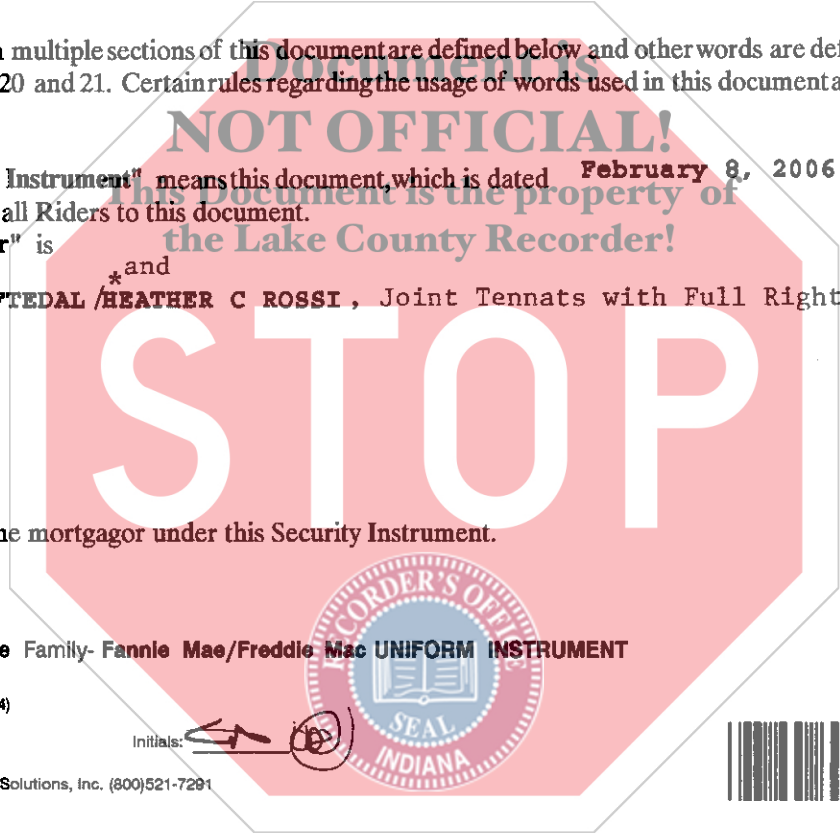 multiple sections of this document are defined below and other words are
Document is
20 and 21. Certain rules regarding the usage of words used in this document
NOT OFFICIAL!
Instrument" means this document, which is dated February 8, 2006
This Document is the property of
all Riders to this document.
the Lake County Recorder!
" is
*and
/HEATHER C ROSSI, Joint Tennats with Full Right
STOP
mortgagor under this Security Instrument.
RECORDER'S OFFICE
Family- Fannie Mae/Freddie Mac UNIFORM INSTRUMENT
4)
SEAL
Initials:
INDIANA
Solutions, Inc. (800)521-7291